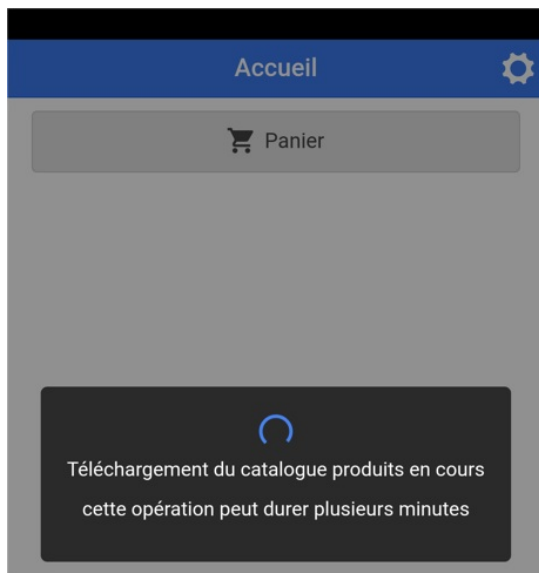 Accueil
Panier
Téléchargement du catalogue produits en cours
cette opération peut durer plusieurs minutes